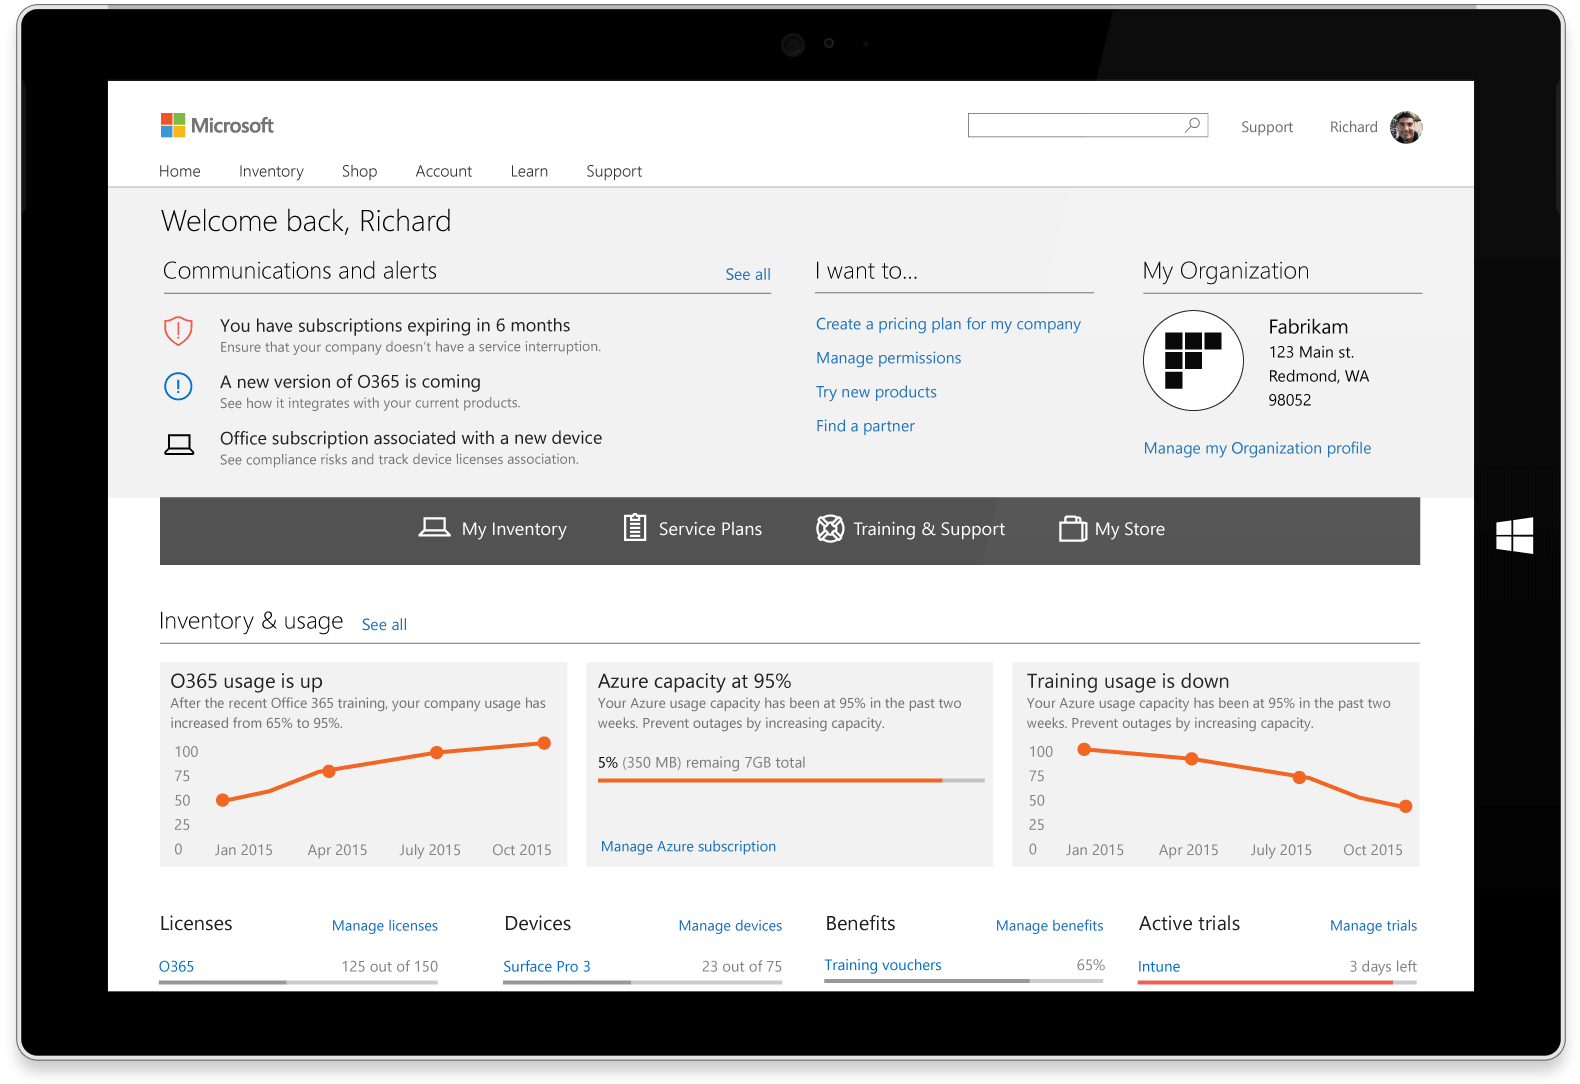 Microsoft
Support
Richard
Home
Inventory
Shop
Account
Learn
Support
Welcome back, Richard
Communications and alerts
See all
You have subscriptions expiring in 6 months
Ensure that your company doesn't have a service interruption.
A new version of O365 is coming
See how it integrates with your current products.
Office subscription associated with a new device
See compliance risks and track device licenses association.
I want to...
Create a pricing plan for my company
Manage permissions
Try new products
Find a partner
My Organization
Fabrikam
123 Main st.
Redmond, WA
98052
Manage my Organization profile
My Inventory
Service Plans
Training & Support
My Store
Inventory & usage
See all
O365 usage is up
After the recent Office 365 training, your company usage has
increased from 65% to 95%.
100
75
50
25
0
Jan 2015
Apr 2015
July 2015
Oct 2015
Azure capacity at 95%
Your Azure usage capacity has been at 95% in the past two
weeks. Prevent outages by increasing capacity.
5% (350 MB) remaing 7GB total
Manage Azure subscription
Training usage is down
Your Azure usage capacity has been at 95% in the past two
weeks. Prevent outages by increasing capacity.
100
75
50
25
0
Jan 2015
Apr 2015
July 2015
Oct 2015
Licenses
Manage licenses
O365
125 out of 150
Devices
Manage devices
Surface Pro 3
23 out of 75
Benefits
Manage benefits
Training vouchers
65%
Active trials
Manage trials
Intune
3 days left